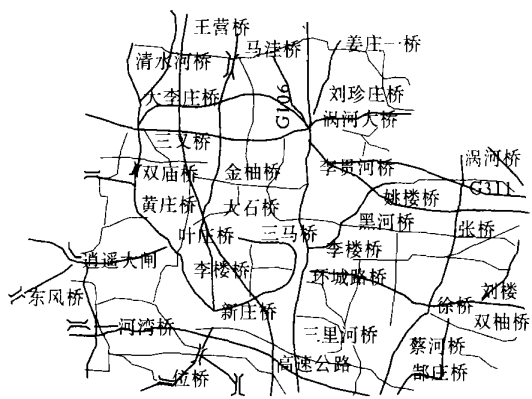 王营桥
马洼桥
姜庄一桥
清水河桥
大李庄桥
刘珍庄桥
G106
涡河大桥
三义桥
李贯河桥
涡河桥
双庙桥
金柚桥
G311
姚楼桥
黄庄桥
大石桥
黑河桥
张桥
叶庄桥
三马桥
李楼桥
逍遥大闸
李楼桥
环城路桥
刘楼
东风桥
新庄桥
徐桥
双柚桥
河湾桥
三里河桥
蔡河桥
高速公路
位桥
郜庄桥